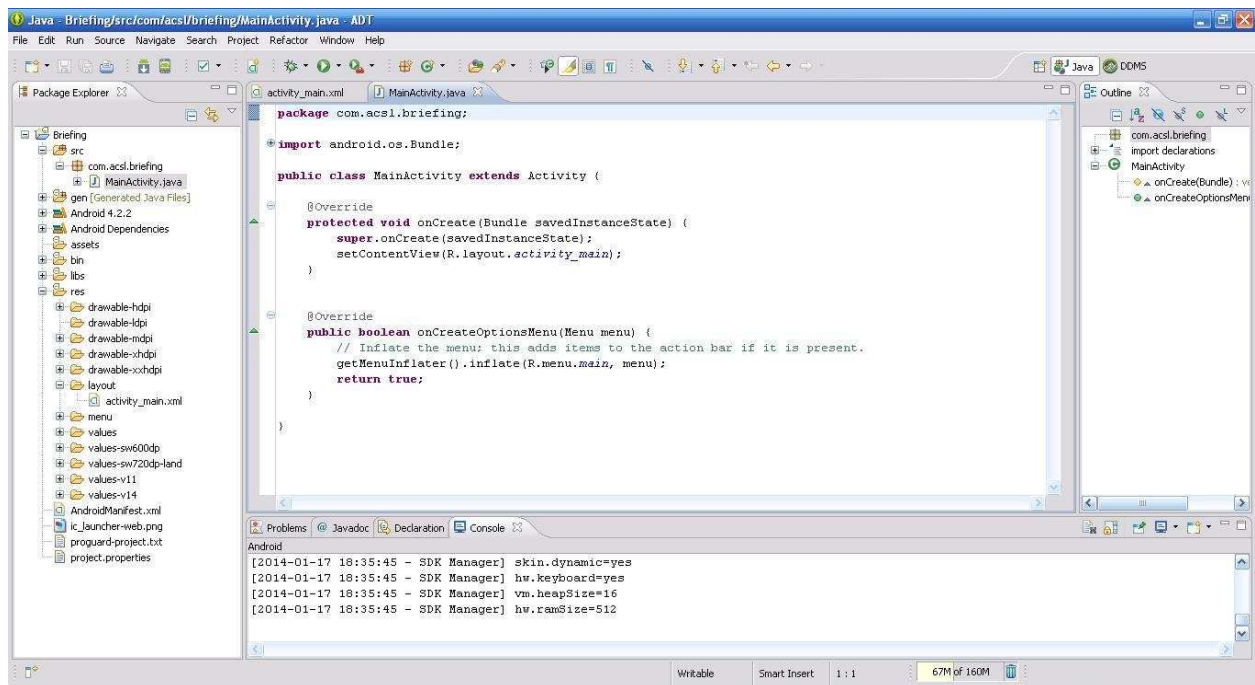 Java - Briefing/src/com/acsl/briefing/MainActivity.java - ADT
File Edit Run Source Navigate Search Project Refactor Window Help
Java DDMS
Package Explorer
Briefing
src
com.acsl.briefing
MainActivity.java
gen [Generated Java Files]
Android 4.2.2
Android Dependencies
assets
bin
libs
res
drawable-hdpi
drawable-ldpi
drawable-mdpi
drawable-xhdpi
drawable-xxhdpi
layout
activity_main.xml
menu
values
values-sw600dp
values-sw720dp-land
values-v11
values-v14
AndroidManifest.xml
ic_launcher-web.png
proguard-project.txt
project.properties
activity_main.xml MainActivity.java
package com.acsl.briefing;
import android.os.Bundle;
public class MainActivity extends Activity {
@Override
protected void onCreate(Bundle savedInstanceState) {
super.onCreate(savedInstanceState);
setContentView(R.layout.activity_main);
}
@Override
public boolean onCreateOptionsMenu(Menu menu) {
// Inflate the menu; this adds items to the action bar if it is present.
getMenuInflater().inflate(R.menu.main, menu);
return true;
}
}
Outline
com.acsl.briefing
import declarations
MainActivity
onCreate(Bundle) :
onCreateOptionsMen
Problems @ Javadoc Declaration Console
Android
[2014-01-17 18:35:45 - SDK Manager] skin.dynamic=yes
[2014-01-17 18:35:45 - SDK Manager] hw.keyboard=yes
[2014-01-17 18:35:45 - SDK Manager] vm.heapSize=16
[2014-01-17 18:35:45 - SDK Manager] hw.ramSize=512
Writable Smart Insert 1 : 1 67M of 160M